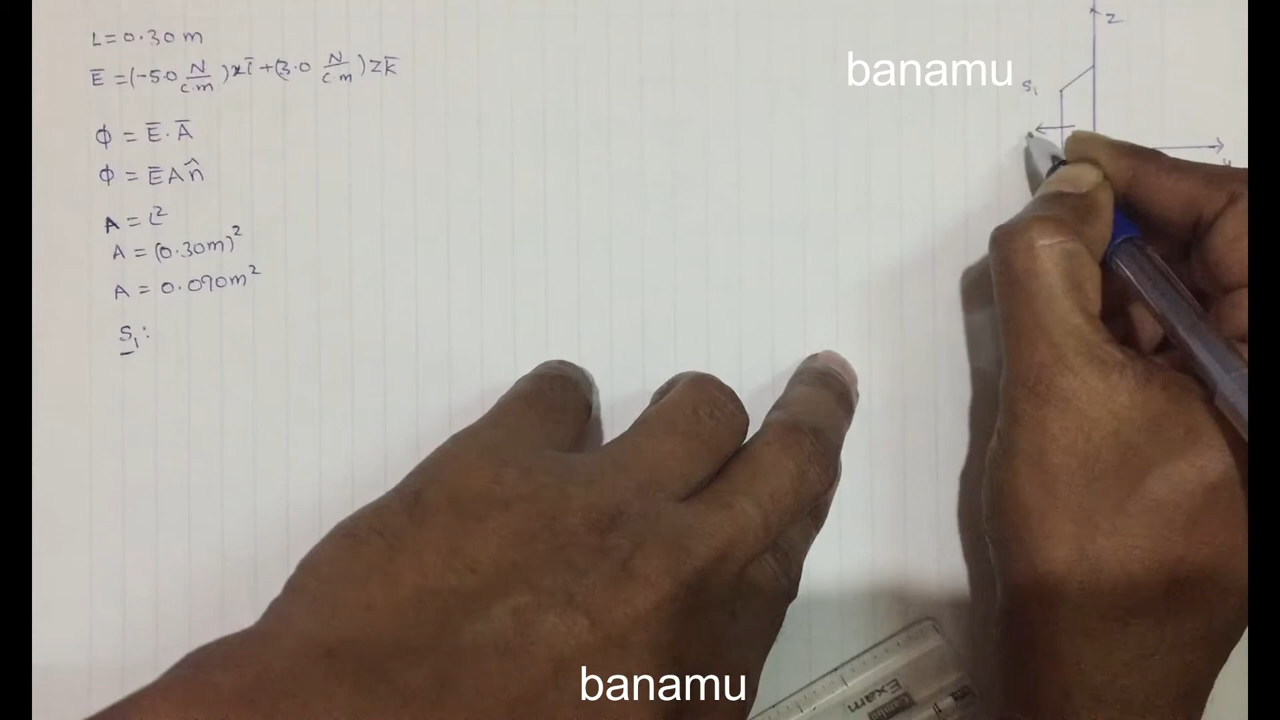 L = 0.30 m
E̅ = (-5.0 N/C.m) x i̅ + (3.0 N/C.m) z k̅
ϕ = E̅ . A̅
ϕ = E̅ A n̂
A = L²
A = (0.30m)²
A = 0.090m²
S₁:
z
S₁
banamu
Exam
banamu